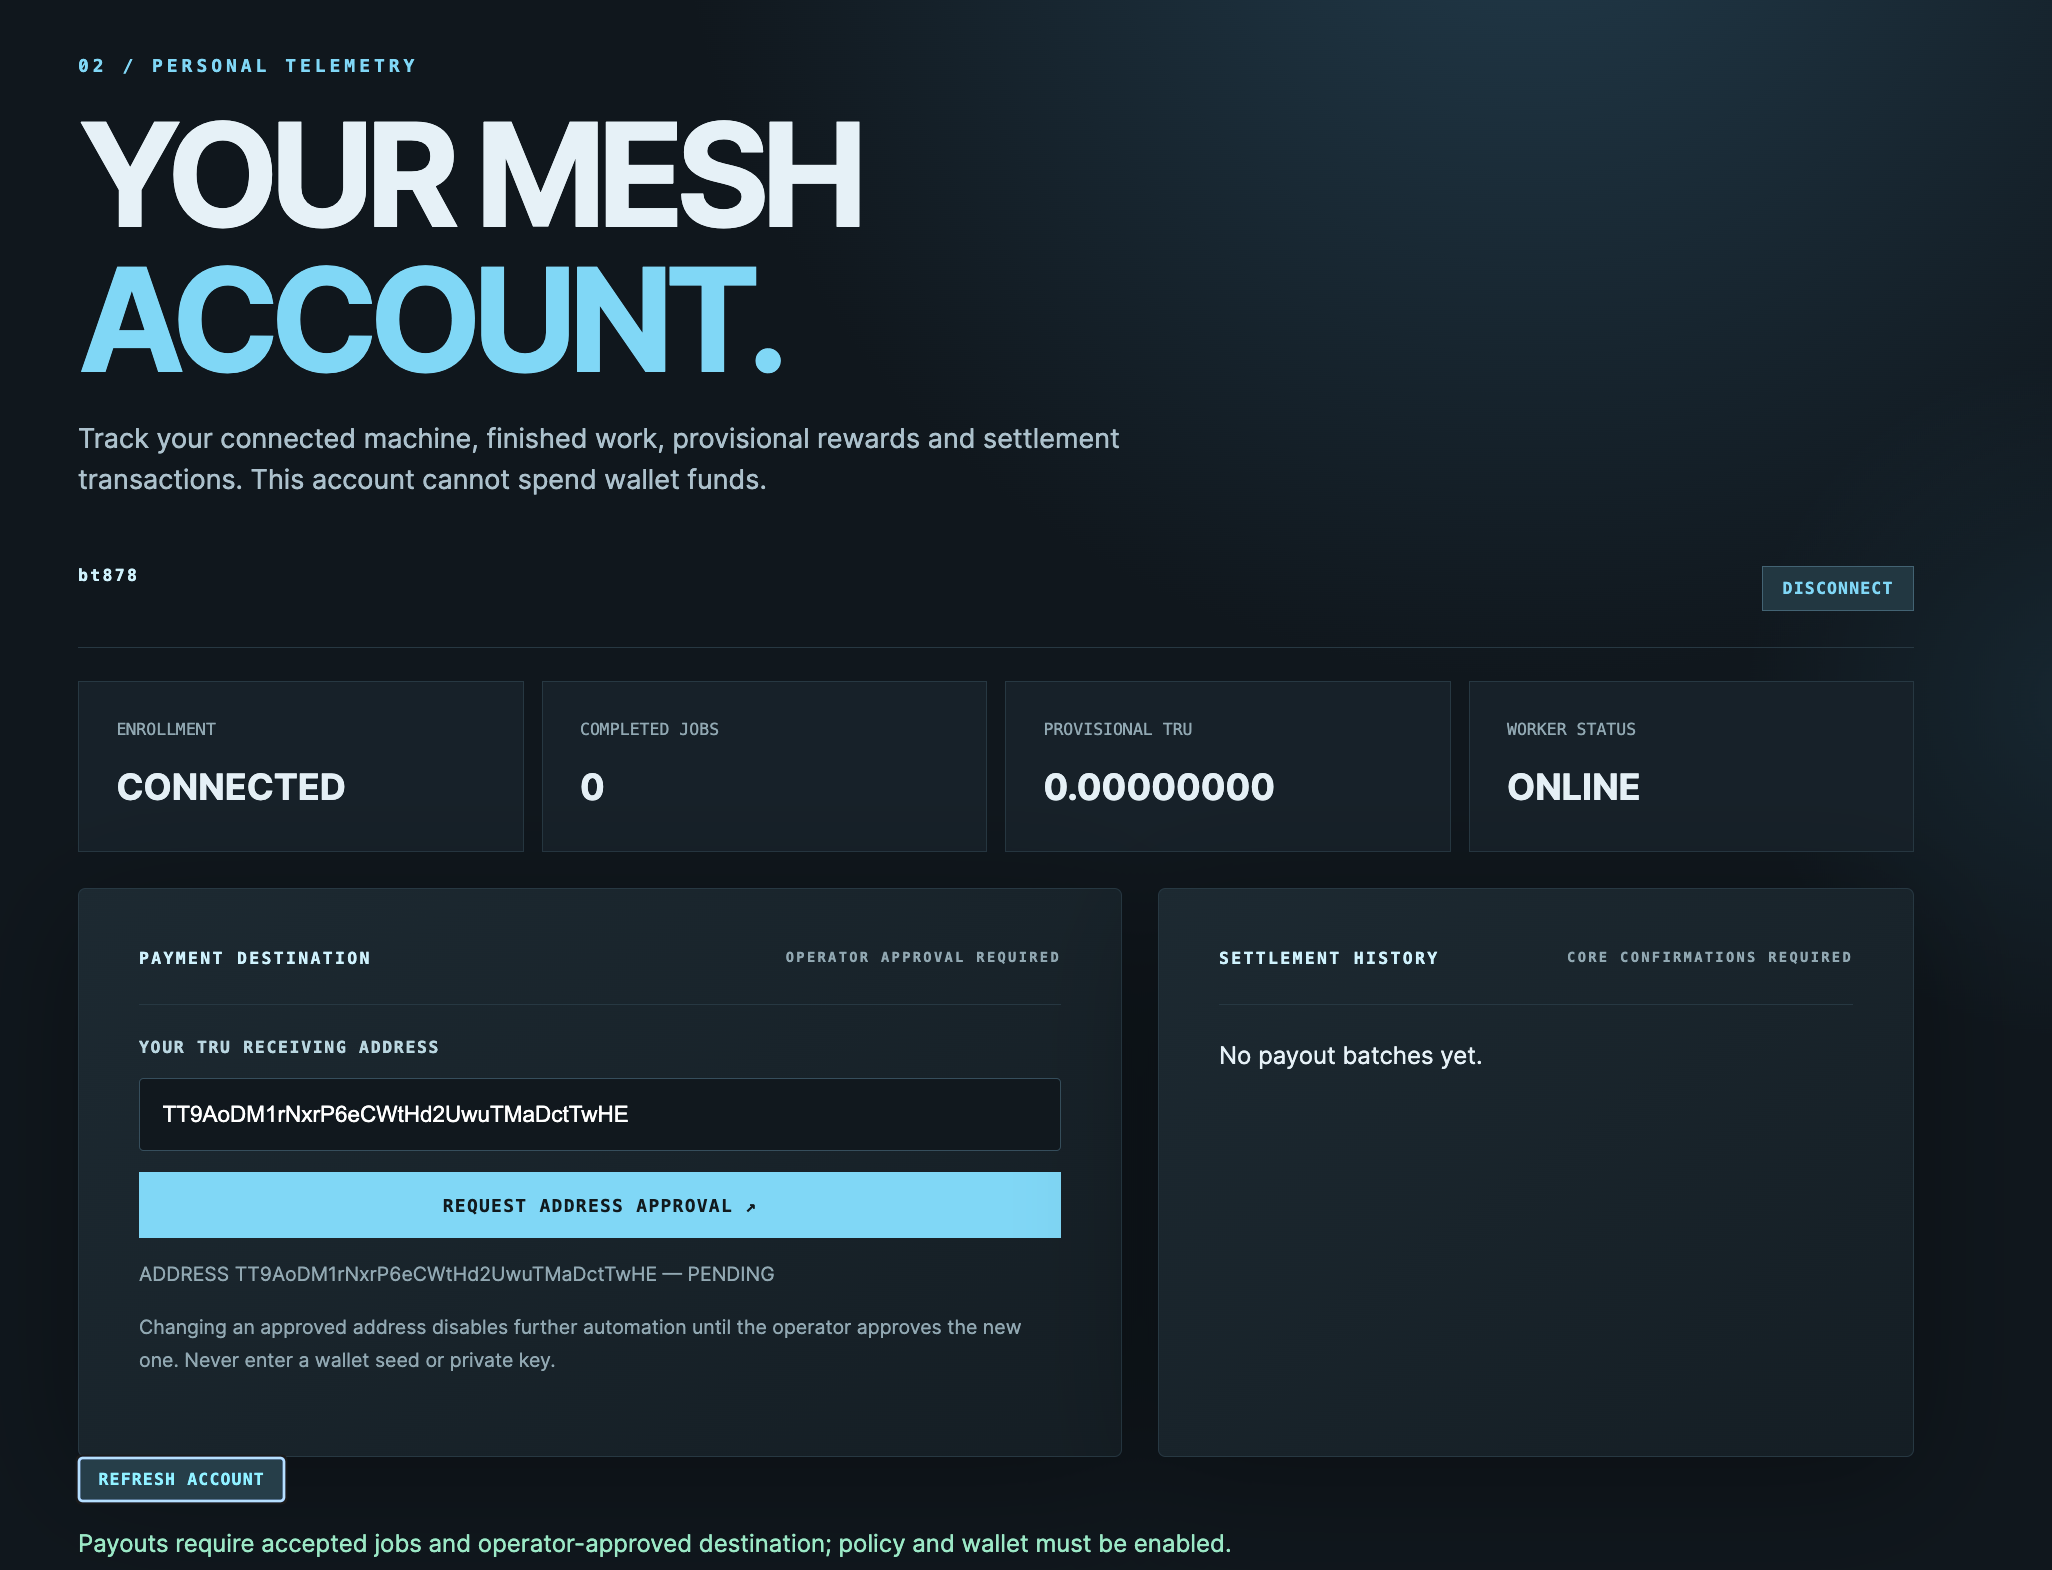 02 / PERSONAL TELEMETRY
YOUR MESH
ACCOUNT.
Track your connected machine, finished work, provisional rewards and settlement
transactions. This account cannot spend wallet funds.
bt878
DISCONNECT
ENROLLMENT
CONNECTED
COMPLETED JOBS
0
PROVISIONAL TRU
0.00000000
WORKER STATUS
ONLINE
PAYMENT DESTINATION
OPERATOR APPROVAL REQUIRED
YOUR TRU RECEIVING ADDRESS
TT9AoDM1rNxrP6eCWtHd2UwuTMaDctTwHE
REQUEST ADDRESS APPROVAL ↗
ADDRESS TT9AoDM1rNxrP6eCWtHd2UwuTMaDctTwHE — PENDING
Changing an approved address disables further automation until the operator approves the new
one. Never enter a wallet seed or private key.
SETTLEMENT HISTORY
CORE CONFIRMATIONS REQUIRED
No payout batches yet.
REFRESH ACCOUNT
Payouts require accepted jobs and operator-approved destination; policy and wallet must be enabled.